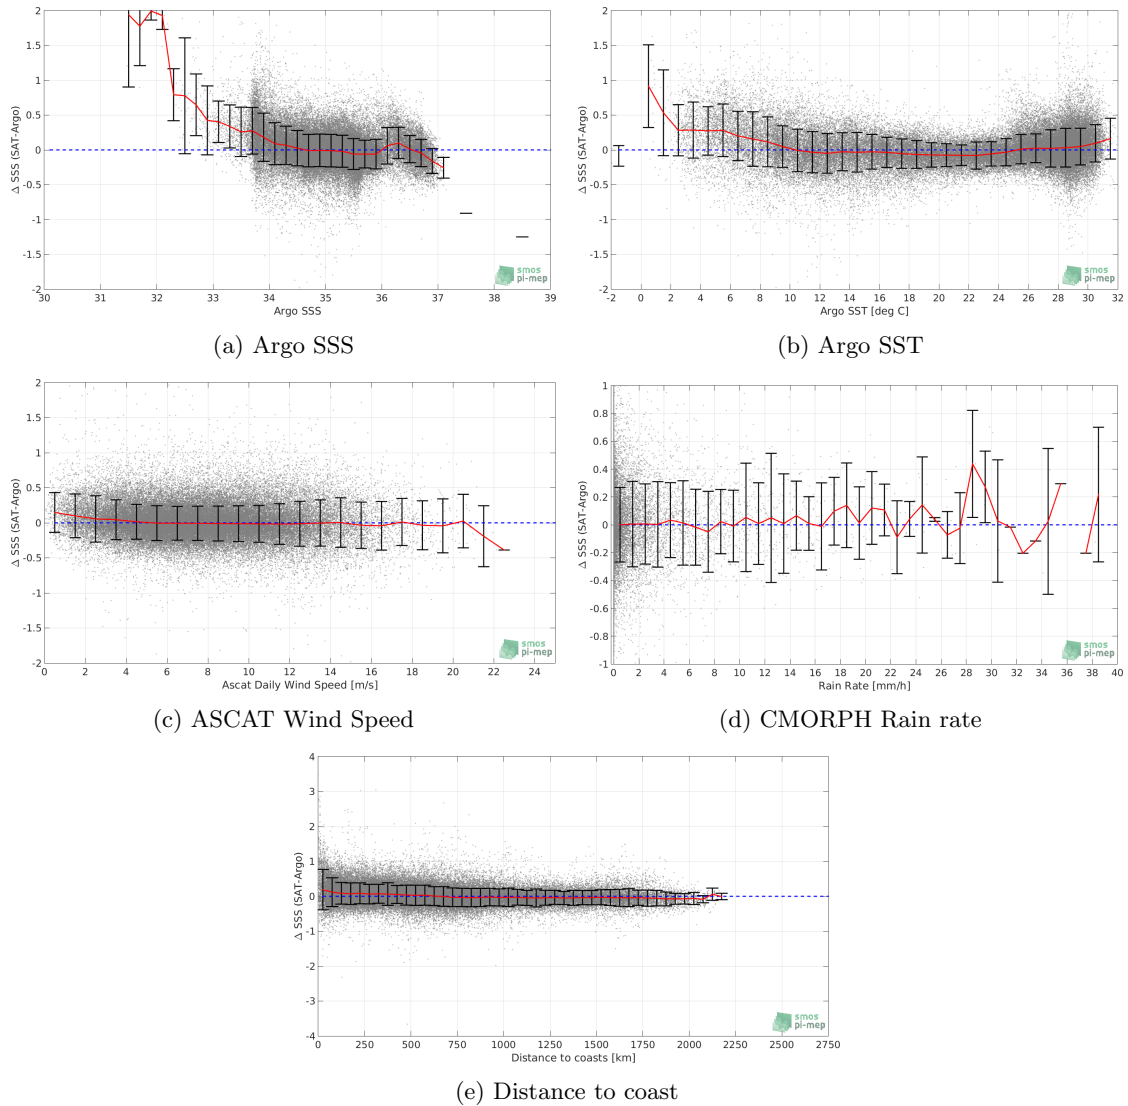 2
1.5
1
0.5
0
-0.5
-1
-1.5
-2
Δ SSS (SAT-Argo)
30 31 32 33 34 35 36 37 38 39
Argo SSS
smos
pi-mep
(a) Argo SSS
2
1.5
1
0.5
0
-0.5
-1
-1.5
-2
Δ SSS (SAT-Argo)
-2 0 2 4 6 8 10 12 14 16 18 20 22 24 26 28 30 32
Argo SST [deg C]
smos
pi-mep
(b) Argo SST
2
1.5
1
0.5
0
-0.5
-1
-1.5
-2
Δ SSS (SAT-Argo)
0 2 4 6 8 10 12 14 16 18 20 22 24
Ascat Daily Wind Speed [m/s]
smos
pi-mep
(c) ASCAT Wind Speed
1
0.8
0.6
0.4
0.2
0
-0.2
-0.4
-0.6
-0.8
-1
Δ SSS (SAT-Argo)
0 2 4 6 8 10 12 14 16 18 20 22 24 26 28 30 32 34 36 38 40
Rain Rate [mm/h]
smos
pi-mep
(d) CMORPH Rain rate
4
3
2
1
0
-1
-2
-3
-4
Δ SSS (SAT-Argo)
0 250 500 750 1000 1250 1500 1750 2000 2250 2500 2750
Distance to coasts [km]
smos
pi-mep
(e) Distance to coast